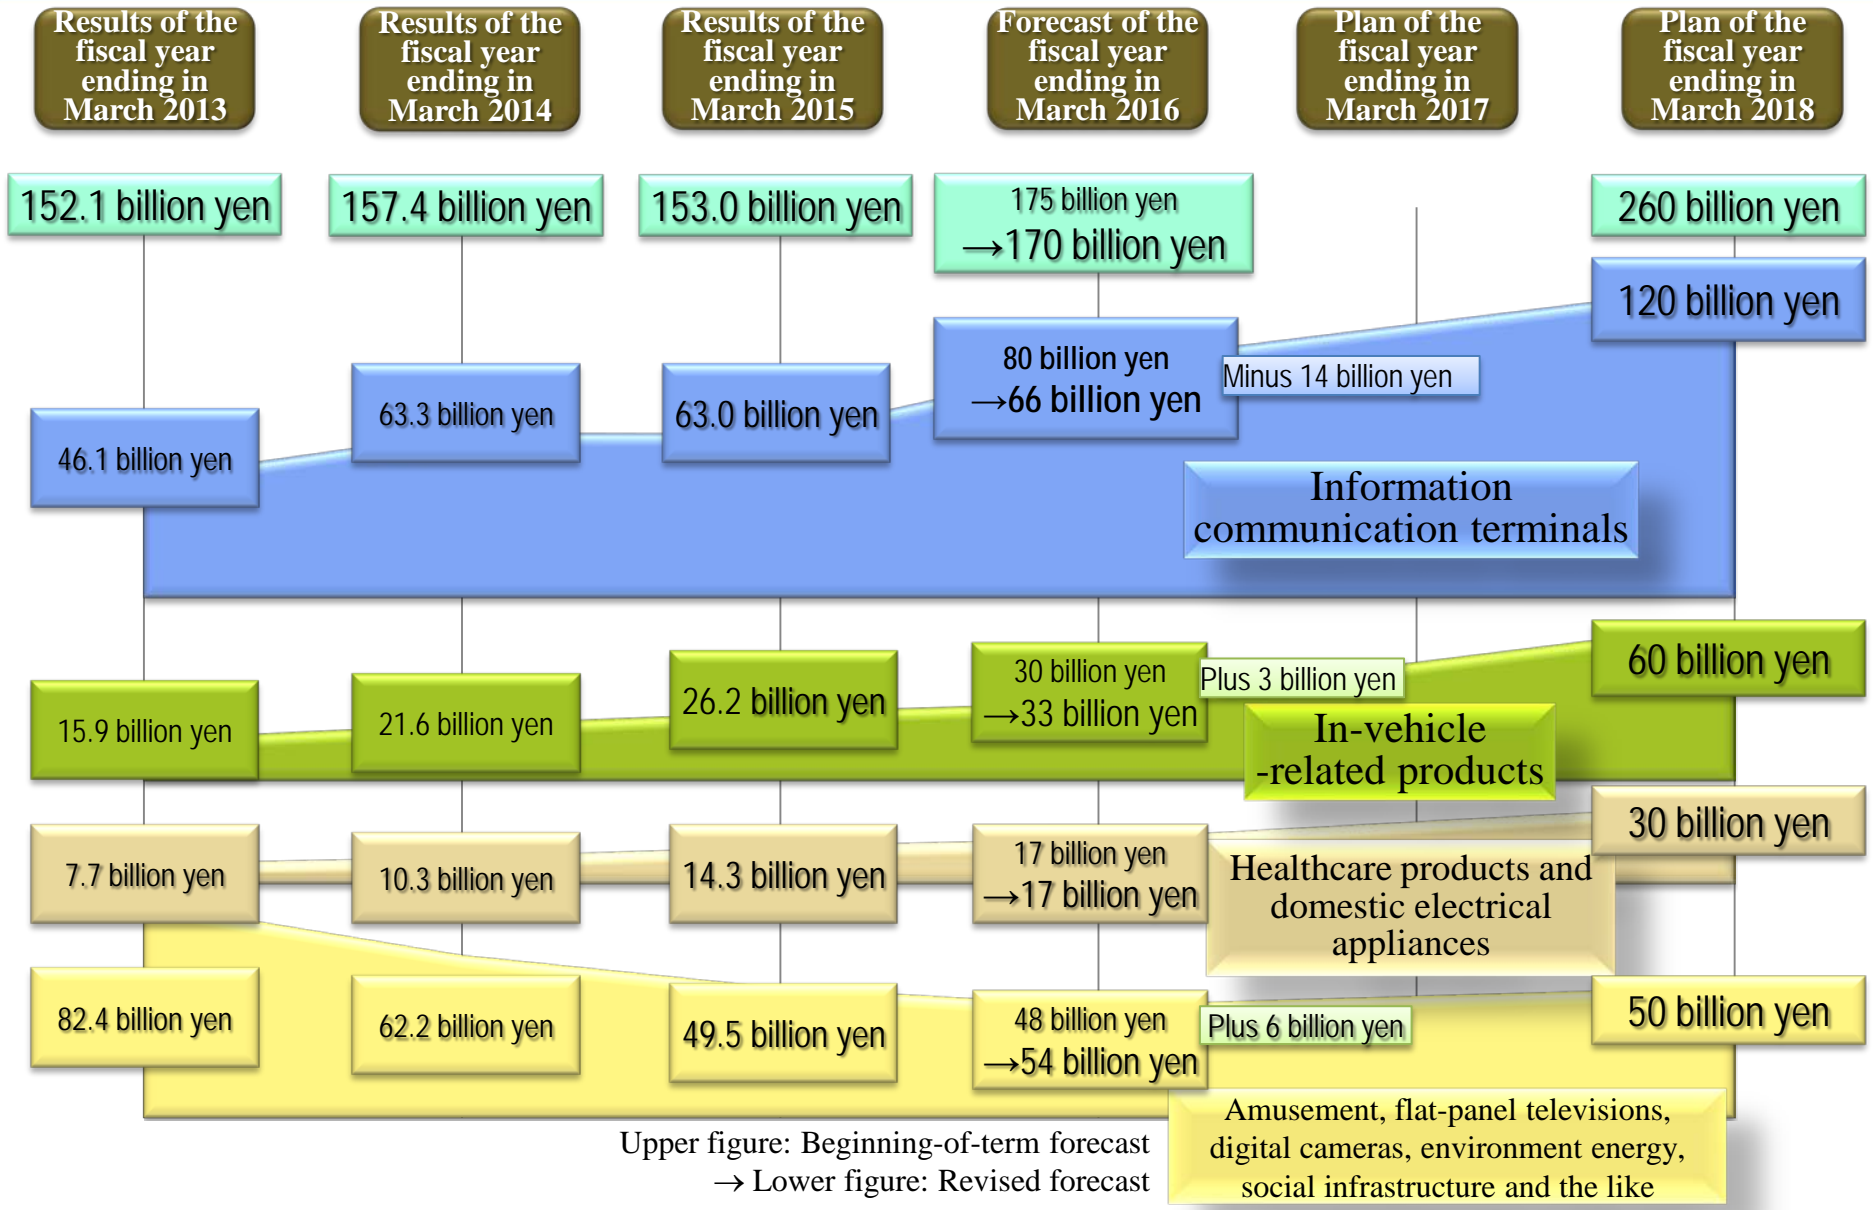 Results of the
fiscal year
ending in
March 2013
Results of the
fiscal year
ending in
March 2014
Results of the
fiscal year
ending in
March 2015
Forecast of the
fiscal year
ending in
March 2016
Plan of the
fiscal year
ending in
March 2017
Plan of the
fiscal year
ending in
March 2018
152.1 billion yen
157.4 billion yen
153.0 billion yen
175 billion yen
→170 billion yen
260 billion yen
46.1 billion yen
63.3 billion yen
63.0 billion yen
80 billion yen
→66 billion yen
Minus 14 billion yen
120 billion yen
Information
communication terminals
15.9 billion yen
21.6 billion yen
26.2 billion yen
30 billion yen
→33 billion yen
Plus 3 billion yen
60 billion yen
In-vehicle
-related products
7.7 billion yen
10.3 billion yen
14.3 billion yen
17 billion yen
→17 billion yen
30 billion yen
Healthcare products and
domestic electrical
appliances
82.4 billion yen
62.2 billion yen
49.5 billion yen
48 billion yen
→54 billion yen
Plus 6 billion yen
50 billion yen
Amusement, flat-panel televisions,
digital cameras, environment energy,
social infrastructure and the like
Upper figure: Beginning-of-term forecast
→ Lower figure: Revised forecast